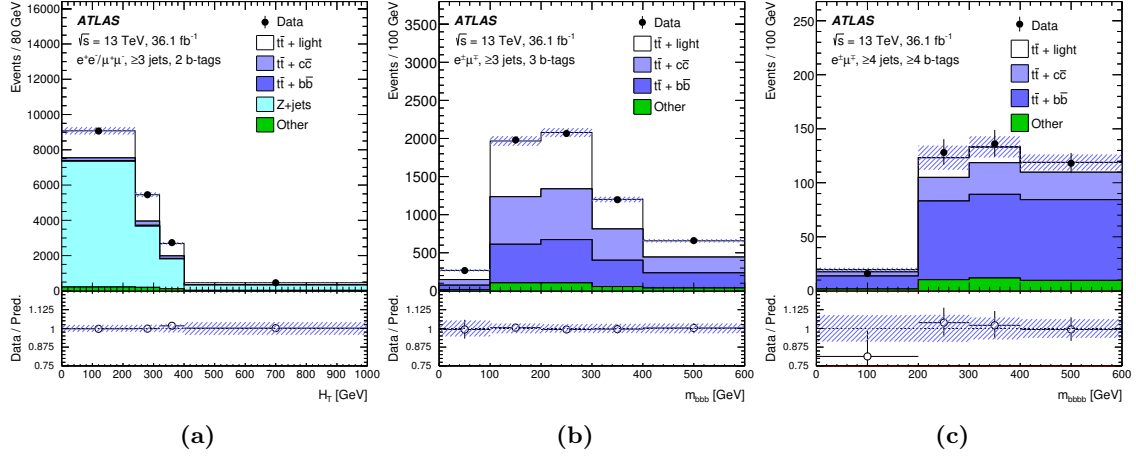 Events / 80 GeV
16000
14000
12000
10000
8000
6000
4000
2000
0
ATLAS
√s = 13 TeV, 36.1 fb⁻¹
e⁺e⁻/μ⁺μ⁻, ≥3 jets, 2 b-tags
Data
tt̄ + light
tt̄ + cc̄
tt̄ + bb̄
Z+jets
Other
Data / Pred.
1.125
1
0.875
0.75
0 100 200 300 400 500 600 700 800 900 1000
H_T [GeV]
(a)
Events / 100 GeV
3500
3000
2500
2000
1500
1000
500
0
ATLAS
√s = 13 TeV, 36.1 fb⁻¹
e±μ∓, ≥3 jets, 3 b-tags
Data
tt̄ + light
tt̄ + cc̄
tt̄ + bb̄
Other
Data / Pred.
1.125
1
0.875
0.75
0 100 200 300 400 500 600
m_bbb [GeV]
(b)
Events / 100 GeV
250
200
150
100
50
0
ATLAS
√s = 13 TeV, 36.1 fb⁻¹
e±μ∓, ≥4 jets, ≥4 b-tags
Data
tt̄ + light
tt̄ + cc̄
tt̄ + bb̄
Other
Data / Pred.
1.125
1
0.875
0.75
0 100 200 300 400 500 600
m_bbbb [GeV]
(c)